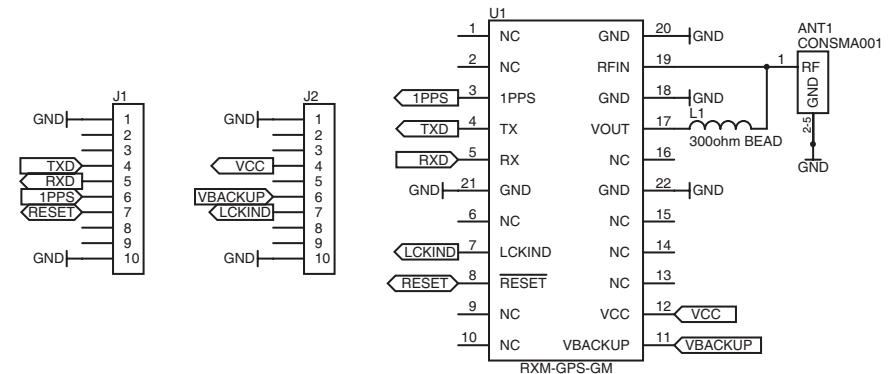 J1
GND 1
2
3
TXD 4
RXD 5
1PPS 6
RESET 7
8
9
GND 10
J2
GND 1
2
3
VCC 4
5
VBACKUP 6
LCKIND 7
8
9
GND 10
U1
1 NC GND 20 GND
2 NC RFIN 19
1PPS 3 1PPS GND 18 GND
TXD 4 TX VOUT 17
RXD 5 RX NC 16
GND 21 GND GND 22 GND
6 NC NC 15
LCKIND 7 LCKIND NC 14
RESET 8 RESET NC 13
9 NC VCC 12 VCC
10 NC VBACKUP 11 VBACKUP
RXM-GPS-GM
L1
300ohm BEAD
ANT1
CONSMA001
1 RF
GND
2-5
GND